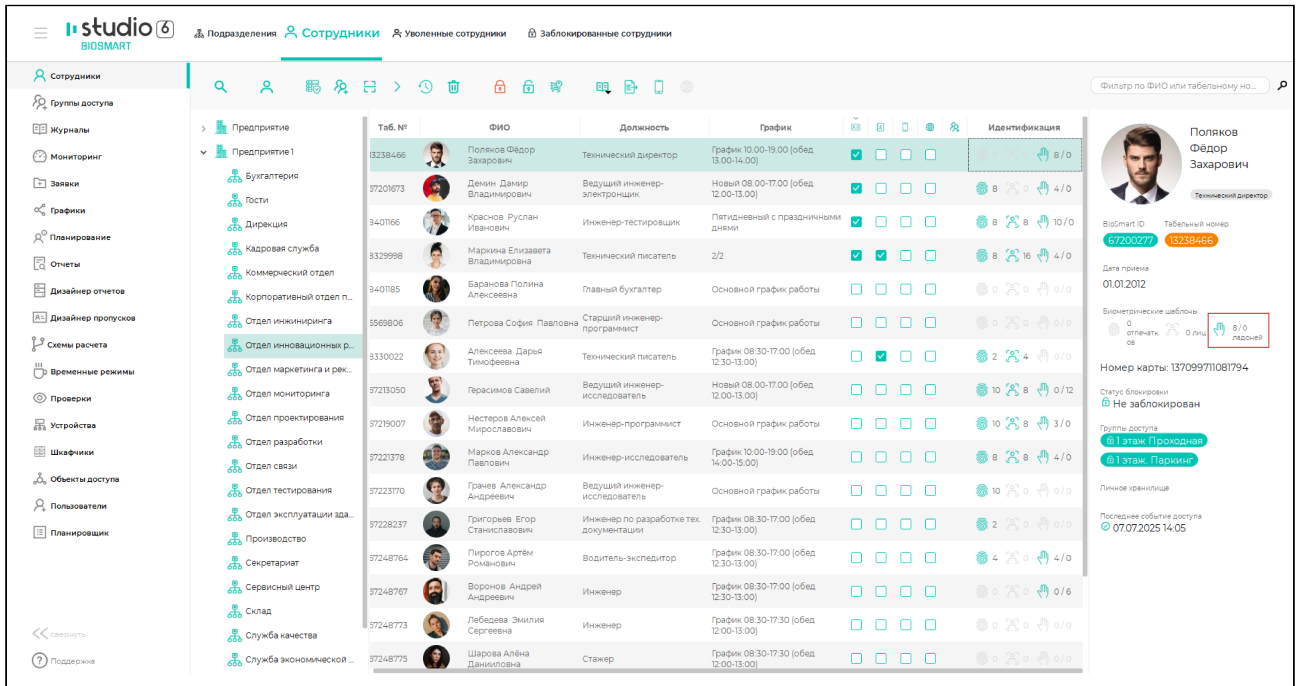 studio 6
BIOSMART
Подразделения
Сотрудники
Уволенные сотрудники
Заблокированные сотрудники
Сотрудники
Группы доступа
Журналы
Мониторинг
Заявки
Графики
Планирование
Отчеты
Дизайнер отчетов
Дизайнер пропусков
Схемы расчета
Временные режимы
Проверки
Устройства
Шкафчики
Объекты доступа
Пользователи
Планировщик
свернуть
Поддержка
Предприятие
Предприятие 1
Бухгалтерия
Гости
Дирекция
Кадровая служба
Коммерческий отдел
Корпоративный отдел п...
Отдел инжиниринга
Отдел инновационных р...
Отдел маркетинга и рек...
Отдел мониторинга
Отдел проектирования
Отдел разработки
Отдел связи
Отдел тестирования
Отдел эксплуатации зда...
Производство
Секретариат
Сервисный центр
Склад
Служба качества
Служба экономической ...
Таб. № ФИО Должность График Идентификация
13238466 Поляков Фёдор Захарович Технический директор График 10.00-19.00 (обед 13.00-14.00) 0 0 8 / 0
67201673 Демин Дамир Владимирович Ведущий инженер-электронщик Новый 08.00-17.00 (обед 12.00-13.00) 8 0 4 / 0
8401166 Краснов Руслан Иванович Инженер-тестировщик Пятидневный с праздничными днями 8 8 10 / 0
8329998 Маркина Елизавета Владимировна Технический писатель 2/2 8 16 4 / 0
8401185 Баранова Полина Алексеевна Главный бухгалтер Основной график работы 0 0 0 / 0
6569806 Петрова София Павловна Старший инженер-программист Основной график работы 0 0 0 / 0
8330022 Алексеева Дарья Тимофеевна Технический писатель График 08:30-17:00 (обед 12:30-13:00) 2 4 0 / 0
67213050 Герасимов Савелий Ведущий инженер-исследователь Новый 08.00-17.00 (обед 12.00-13.00) 10 8 0 / 12
67219007 Нестеров Алексей Мирославович Инженер-программист Основной график работы 10 8 3 / 0
67221378 Марков Александр Павлович Инженер-исследователь График 10:00-19:00 (обед 14:00-15:00) 8 8 4 / 0
67223170 Грачев Александр Андреевич Ведущий инженер-исследователь Основной график работы 10 0 0 / 0
67228237 Григорьев Егор Станиславович Инженер по разработке тех. документации График 08:30-17:00 (обед 12:30-13:00) 2 0 0 / 0
67248764 Пирогов Артём Романович Водитель-экспедитор График 08:30-17:00 (обед 12:30-13:00) 4 0 4 / 0
67248767 Воронов Андрей Андреевич Инженер График 08:30-17:00 (обед 12:30-13:00) 0 0 0 / 6
67248773 Лебедева Эмилия Сергеевна Инженер График 08:30-17:30 (обед 12:00-13:00) 0 0 0 / 0
67248775 Шарова Алёна Данииловна Стажер График 08:30-17:30 (обед 12:00-13:00) 0 0 0 / 0
Фильтр по ФИО или табельному но...
Поляков
Фёдор
Захарович
Технический директор
BioSmart ID Табельный номер
67200277 13238466
Дата приема
01.01.2012
Биометрические шаблоны
0 отпечатков
0 лиц
8 / 0 ладоней
Номер карты: 137099711081794
Статус блокировки
Не заблокирован
Группы доступа
1 этаж Проходная
1 этаж. Паркинг
Личное хранилище
Последнее событие доступа
07.07.2025 14:05